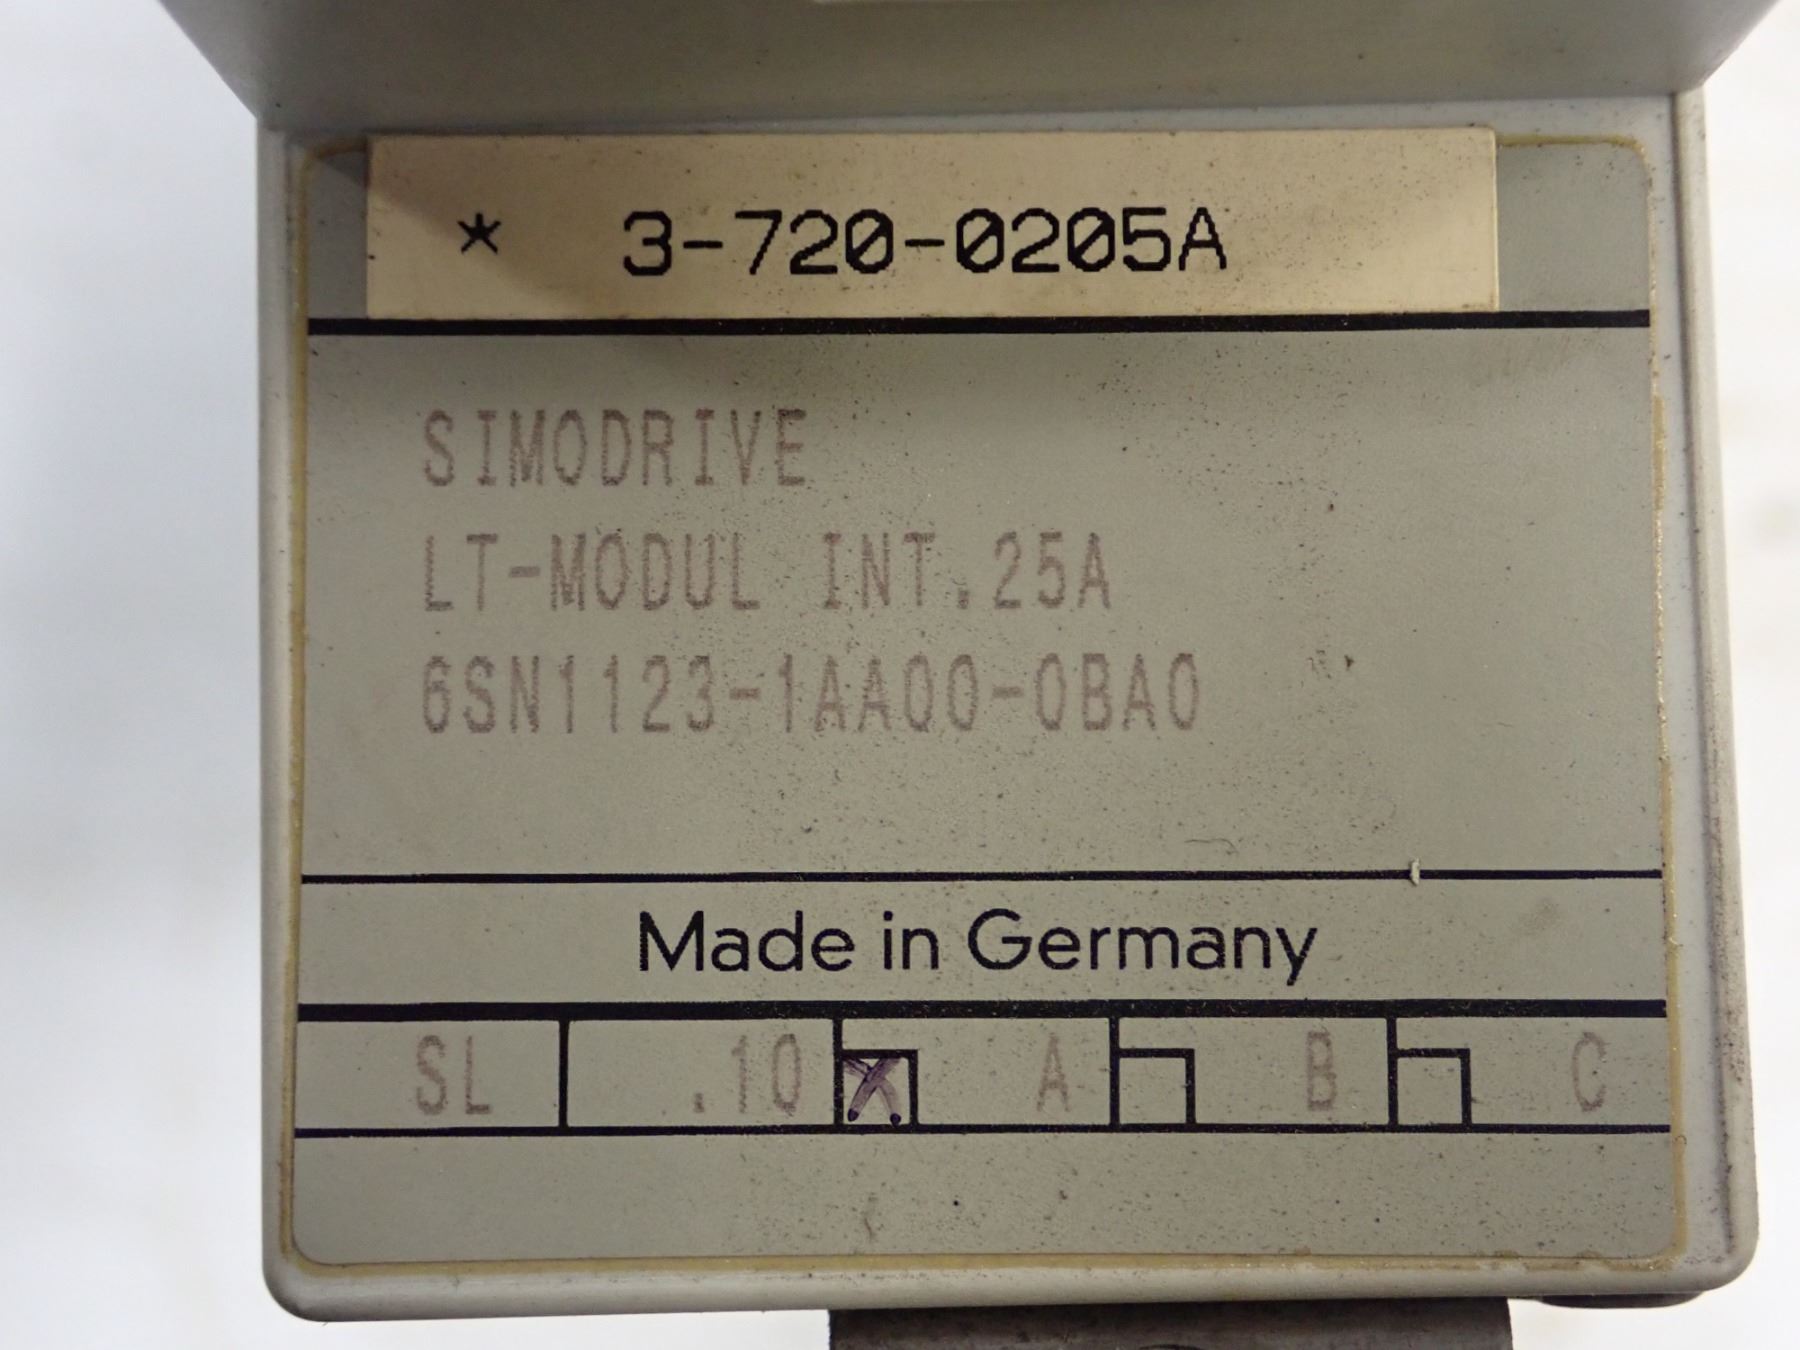 * 3-720-0205A
SIMODRIVE
LT-MODUL INT.25A
6SN1123-1AA00-0BA0
Made in Germany
SL .10 X A B C